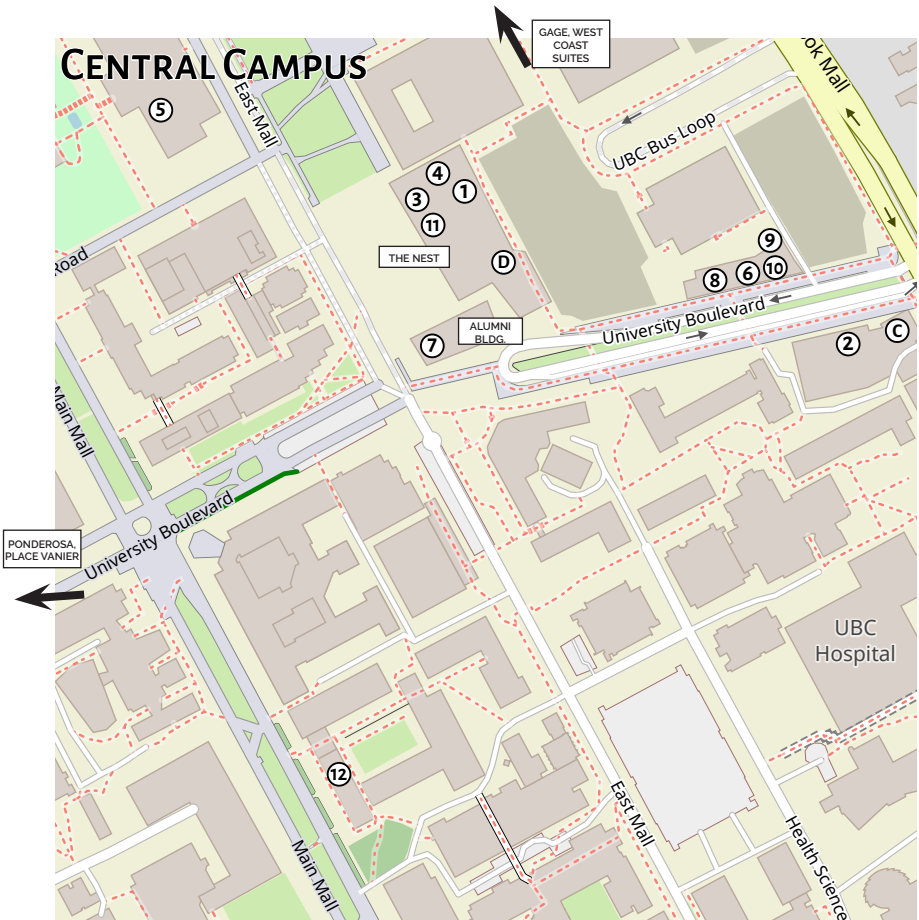 GAGE, WEST
COAST
SUITES
CENTRAL CAMPUS
ok Mall
5
East Mall
UBC Bus Loop
4
1
3
11
9
Road
THE NEST
D
8
6
10
University Boulevard
ALUMNI
BLDG.
7
2
C
Main Mall
University Boulevard
PONDEROSA,
PLACE VANIER
UBC
Hospital
12
East Mall
Main Mall
Health Science